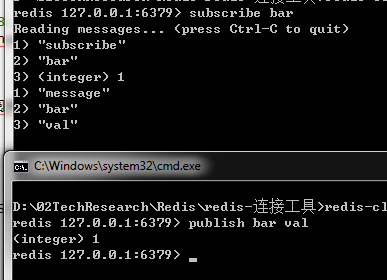 redis 127.0.0.1:6379> subscribe bar
Reading messages... (press Ctrl-C to quit)
1) "subscribe"
2) "bar"
3) (integer) 1
1) "message"
2) "bar"
3) "val"
C:\Windows\system32\cmd.exe
D:\02TechResearch\Redis\redis-连接工具>redis-cl
redis 127.0.0.1:6379> publish bar val
(integer) 1
redis 127.0.0.1:6379>